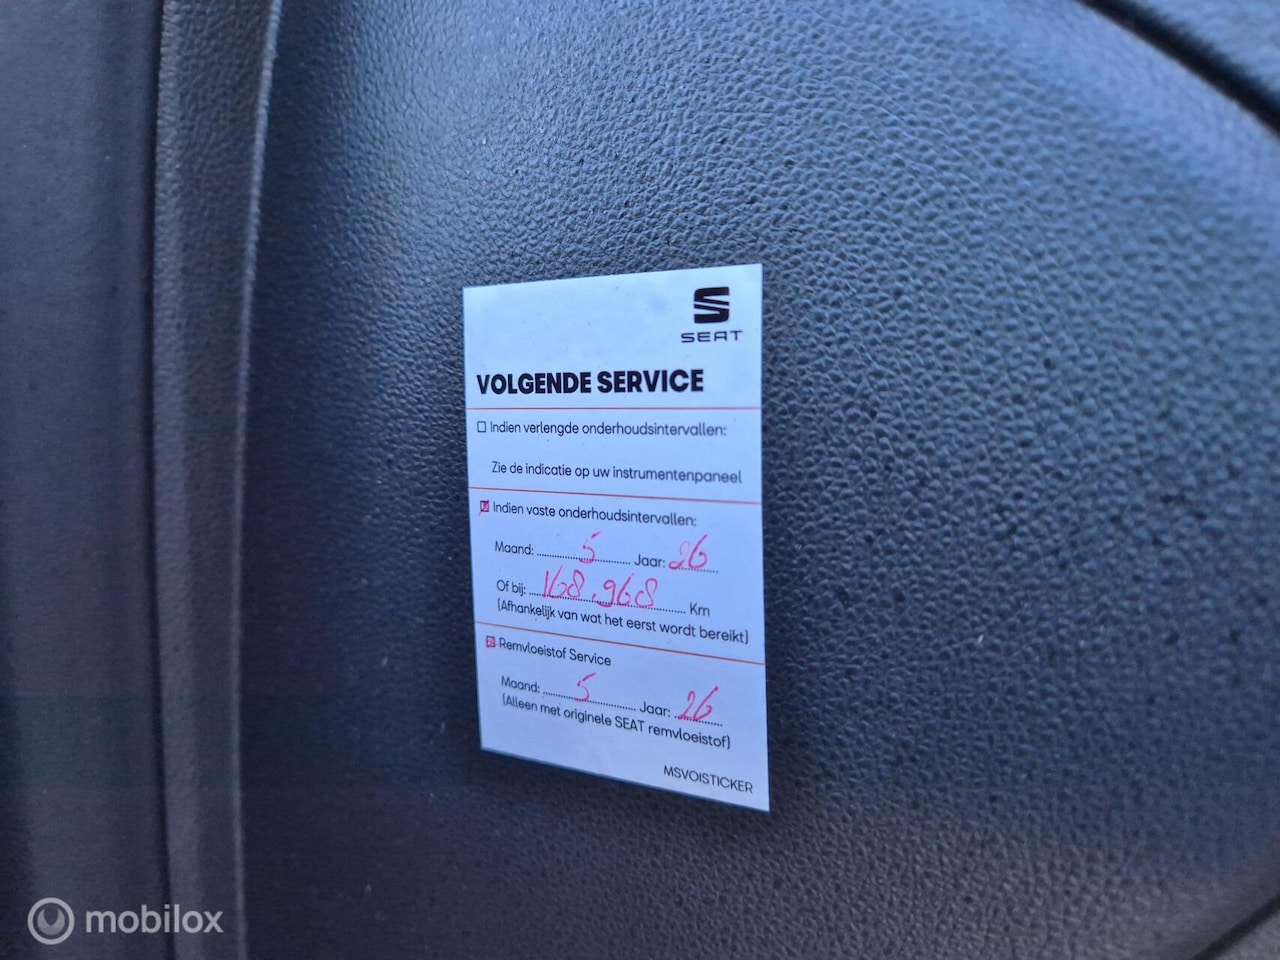 SEAT
VOLGENDE SERVICE
☐ Indien verlengde onderhoudsintervallen:
Zie de indicatie op uw instrumentenpaneel
☒ Indien vaste onderhoudsintervallen:
Maand: 5 Jaar: 26
Of bij: 168.968 Km
(Afhankelijk van wat het eerst wordt bereikt)
☒ Remvloeistof Service
Maand: 5 Jaar: 26
(Alleen met originele SEAT remvloeistof)
MSVOISTICKER
mobilox